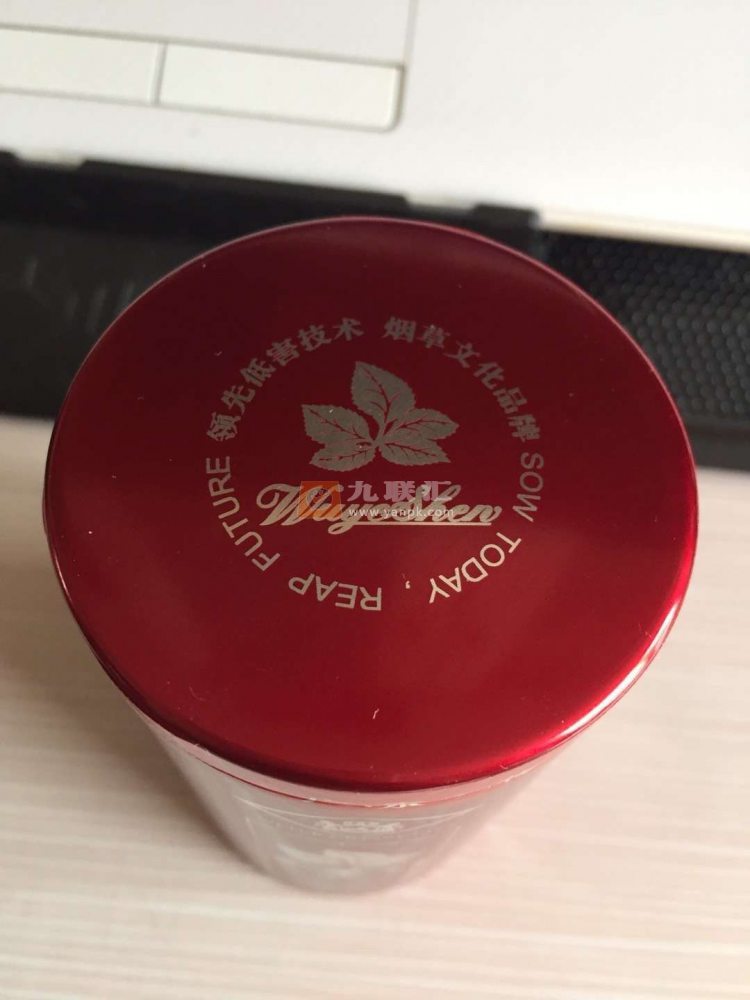 领先低害技术 烟草文化品牌
SOW TODAY, REAP FUTURE
Wuyeshen
九联汇
www.yanpk.com